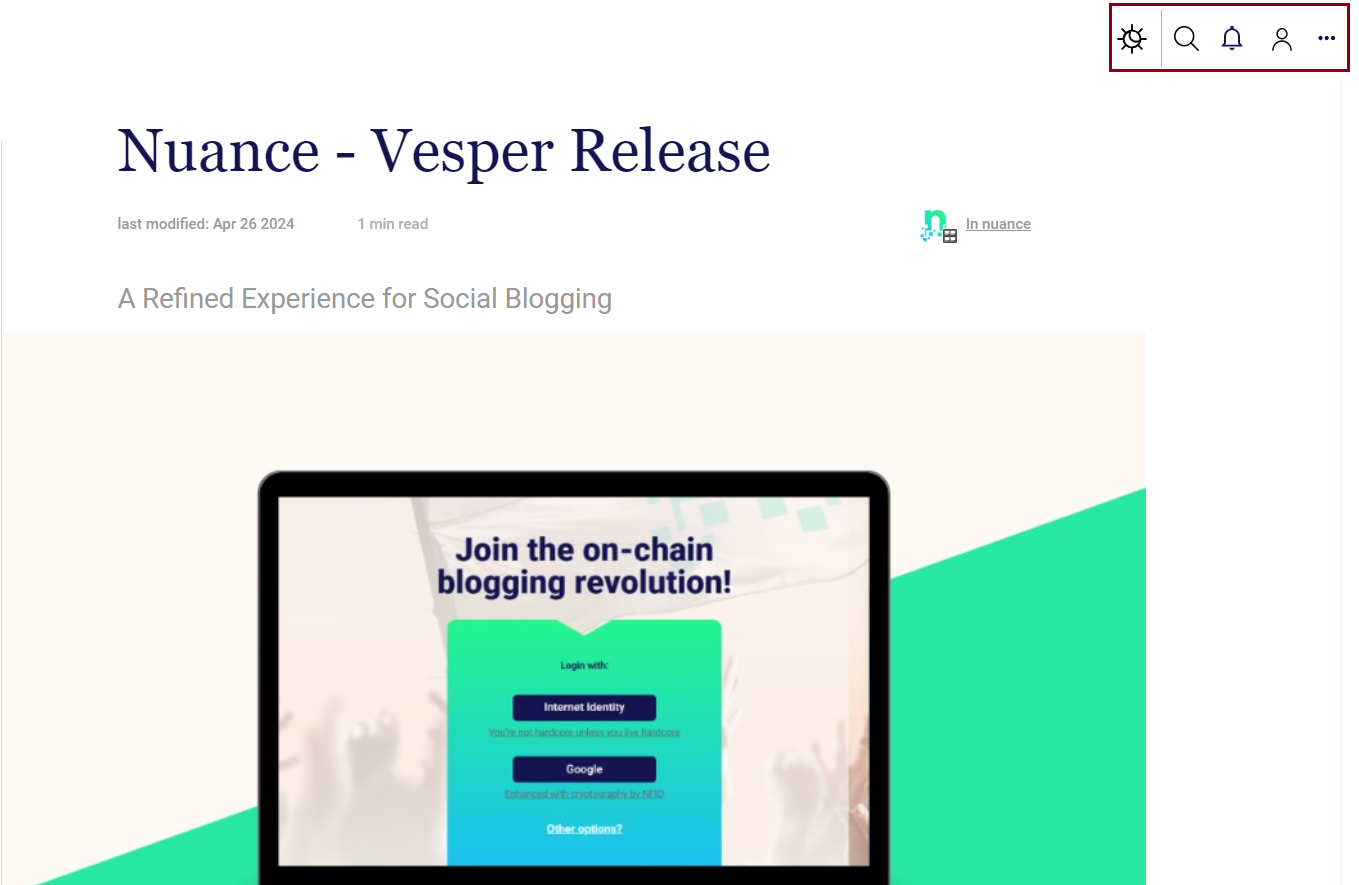 Nuance - Vesper Release
last modified: Apr 26 2024 1 min read In nuance
A Refined Experience for Social Blogging
Join the on-chain
blogging revolution!
Login with:
Internet Identity
You're not hardcore unless you live hardcore
Google
Enhanced with cryptography by NFID
Other options?